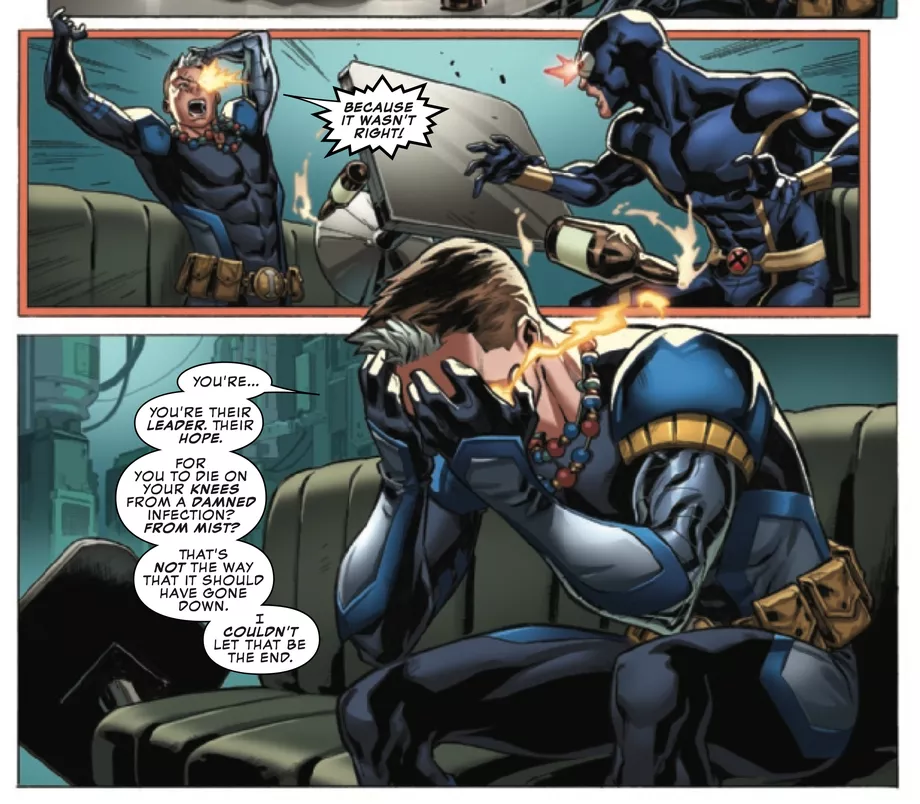 BECAUSE
IT WASN'T
RIGHT!
YOU'RE...
YOU'RE THEIR
LEADER. THEIR
HOPE.
FOR
YOU TO DIE ON
YOUR KNEES
FROM A DAMNED
INFECTION?
FROM MIST?
THAT'S
NOT THE WAY
THAT IT SHOULD
HAVE GONE
DOWN.
I
COULDN'T
LET THAT BE
THE END.